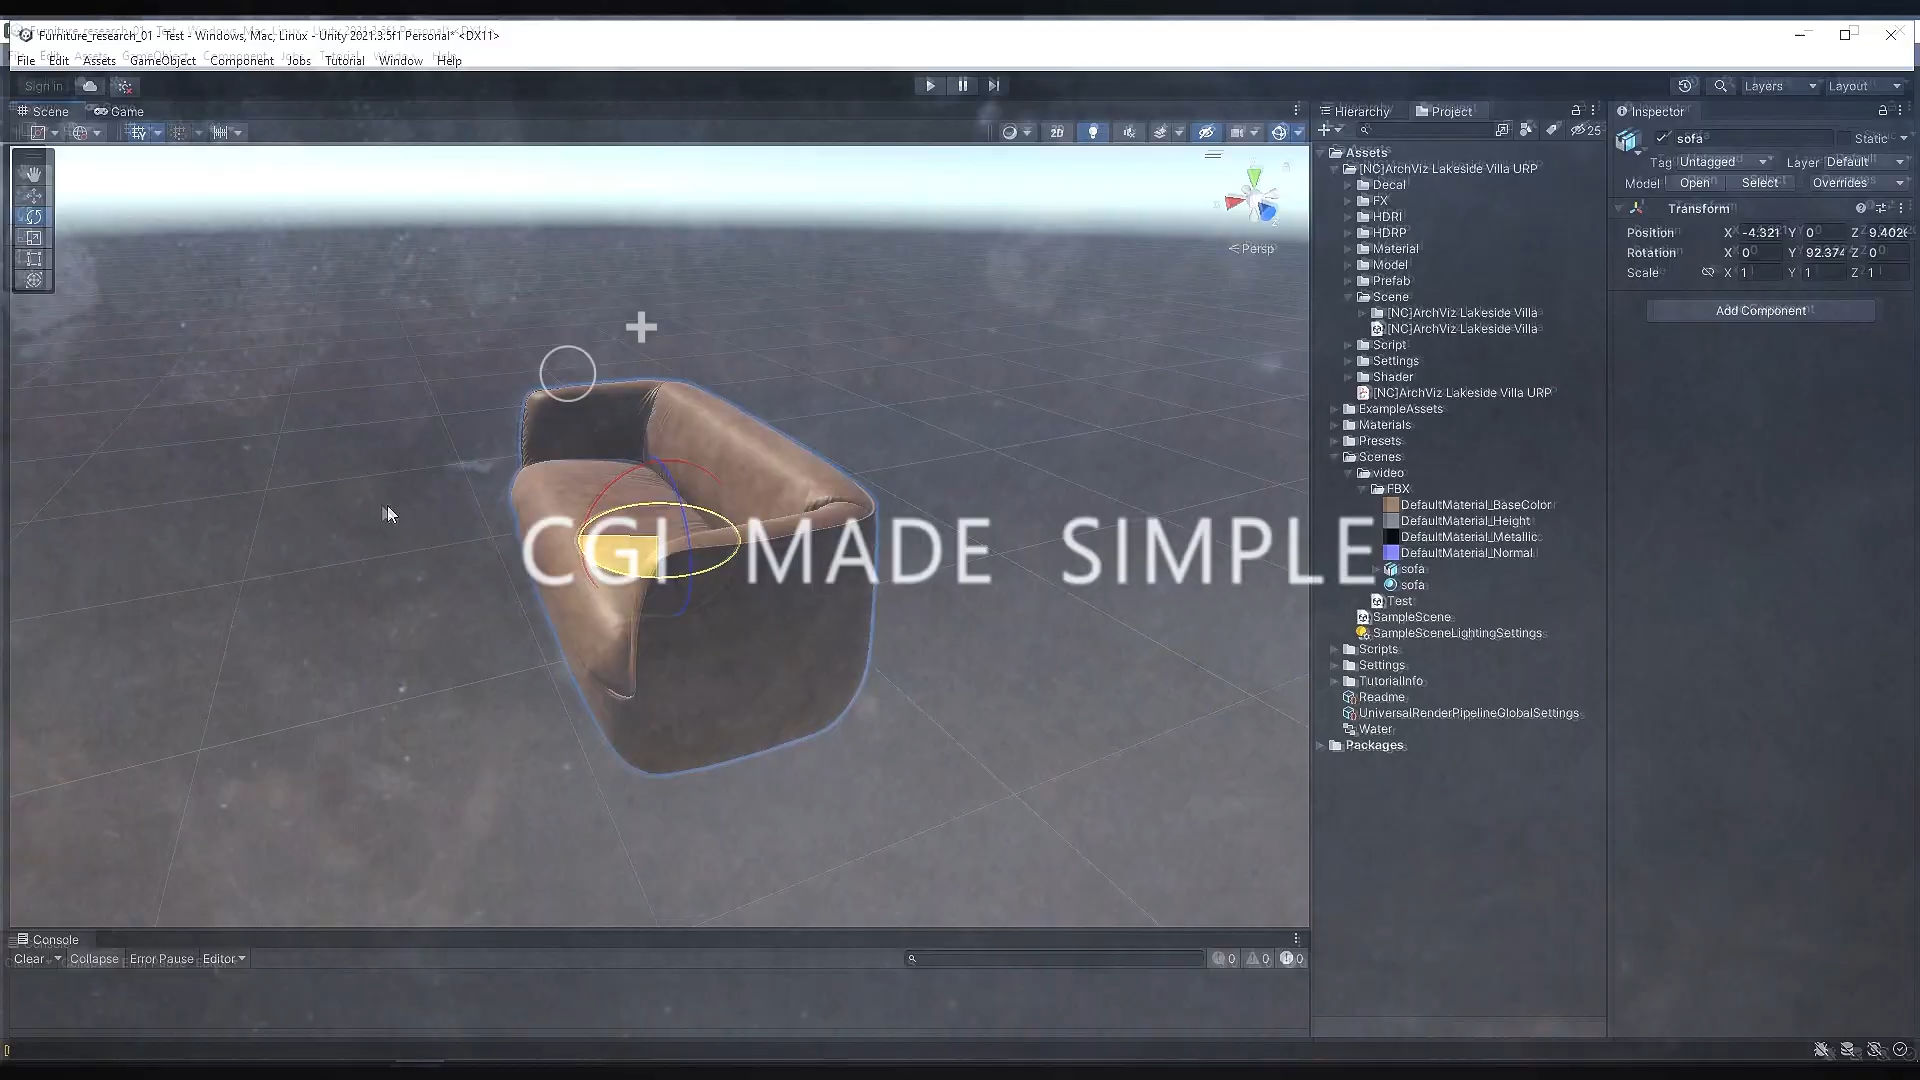 Furniture_research_01 - Test - Windows, Mac, Linux - Unity 2021.3.5f1 Personal* <DX11>
File Edit Assets GameObject Component Jobs Tutorial Window Help
Sign in
Layers Layout
Scene Game
2D
Persp
CGI MADE SIMPLE
Hierarchy Project
25
Assets
[NC]ArchViz Lakeside Villa URP
Decal
FX
HDRI
HDRP
Material
Model
Prefab
Scene
[NC]ArchViz Lakeside Villa
[NC]ArchViz Lakeside Villa
Script
Settings
Shader
[NC]ArchViz Lakeside Villa URP
ExampleAssets
Materials
Presets
Scenes
video
FBX
DefaultMaterial_BaseColor
DefaultMaterial_Height
DefaultMaterial_Metallic
DefaultMaterial_Normal
sofa
sofa
Test
SampleScene
SampleSceneLightingSettings
Scripts
Settings
TutorialInfo
Readme
UniversalRenderPipelineGlobalSettings
Water
Packages
Inspector
sofa Static
Tag Untagged Layer Default
Model Open Select Overrides
Transform
Position X -4.321 Y 0 Z 9.402
Rotation X 0 Y 92.374 Z 0
Scale X 1 Y 1 Z 1
Add Component
Console
Clear Collapse Error Pause Editor
0 0 0